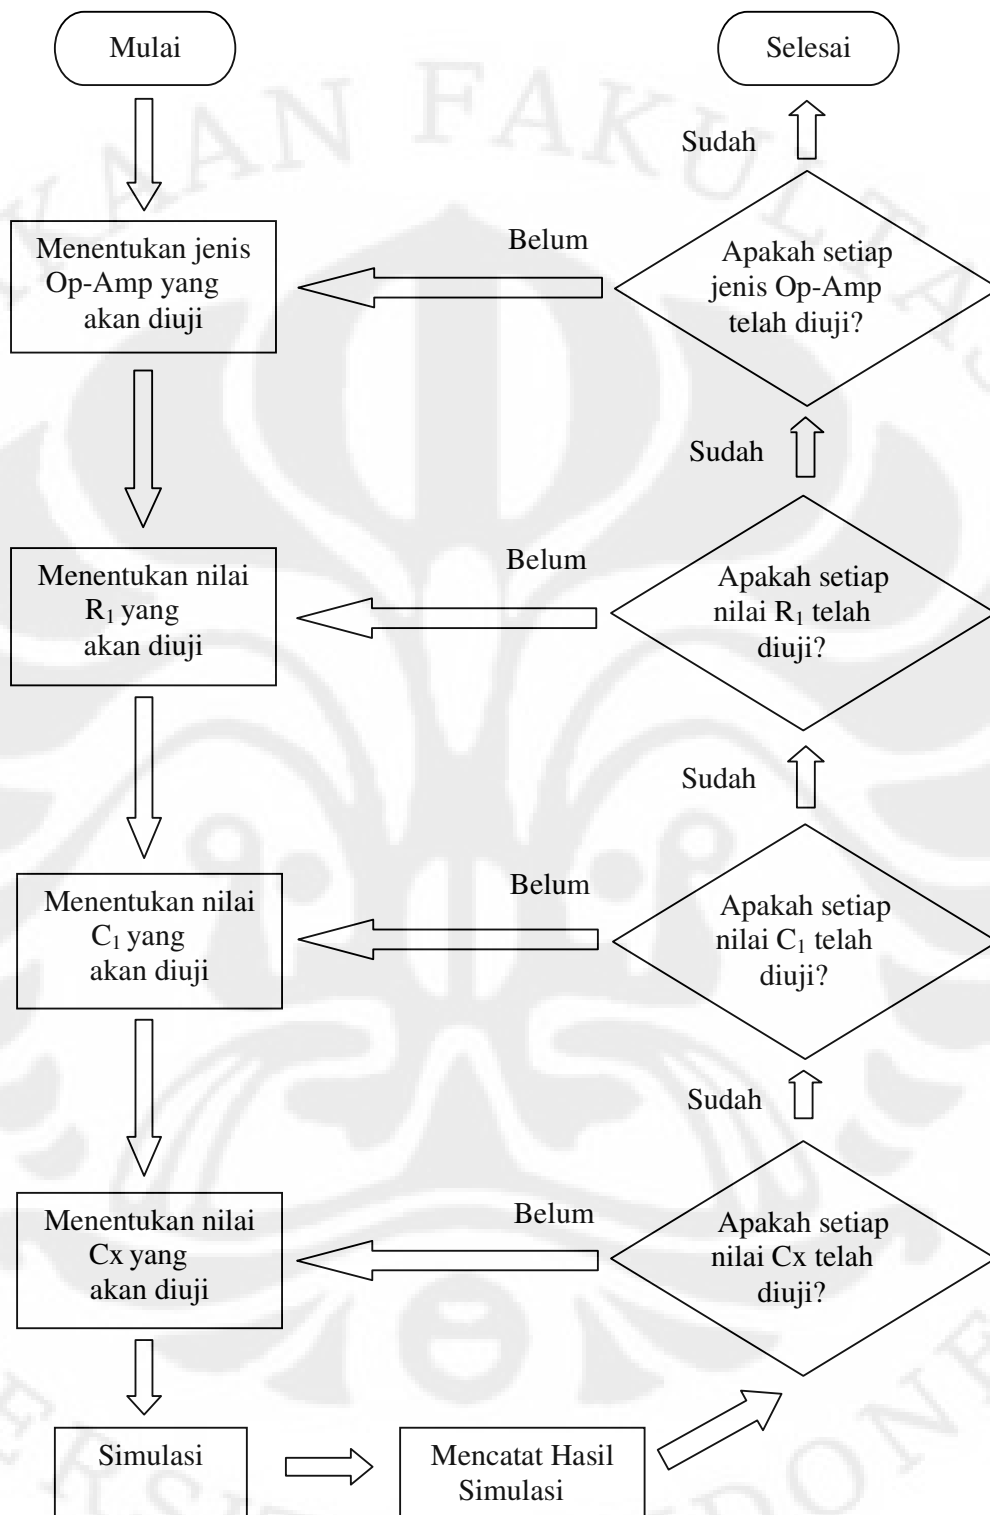 Mulai
Selesai
Sudah
Menentukan jenis
Op-Amp yang
akan diuji
Belum
Apakah setiap
jenis Op-Amp
telah diuji?
Sudah
Menentukan nilai
R₁ yang
akan diuji
Belum
Apakah setiap
nilai R₁ telah
diuji?
Sudah
Menentukan nilai
C₁ yang
akan diuji
Belum
Apakah setiap
nilai C₁ telah
diuji?
Sudah
Menentukan nilai
Cx yang
akan diuji
Belum
Apakah setiap
nilai Cx telah
diuji?
Simulasi
Mencatat Hasil
Simulasi